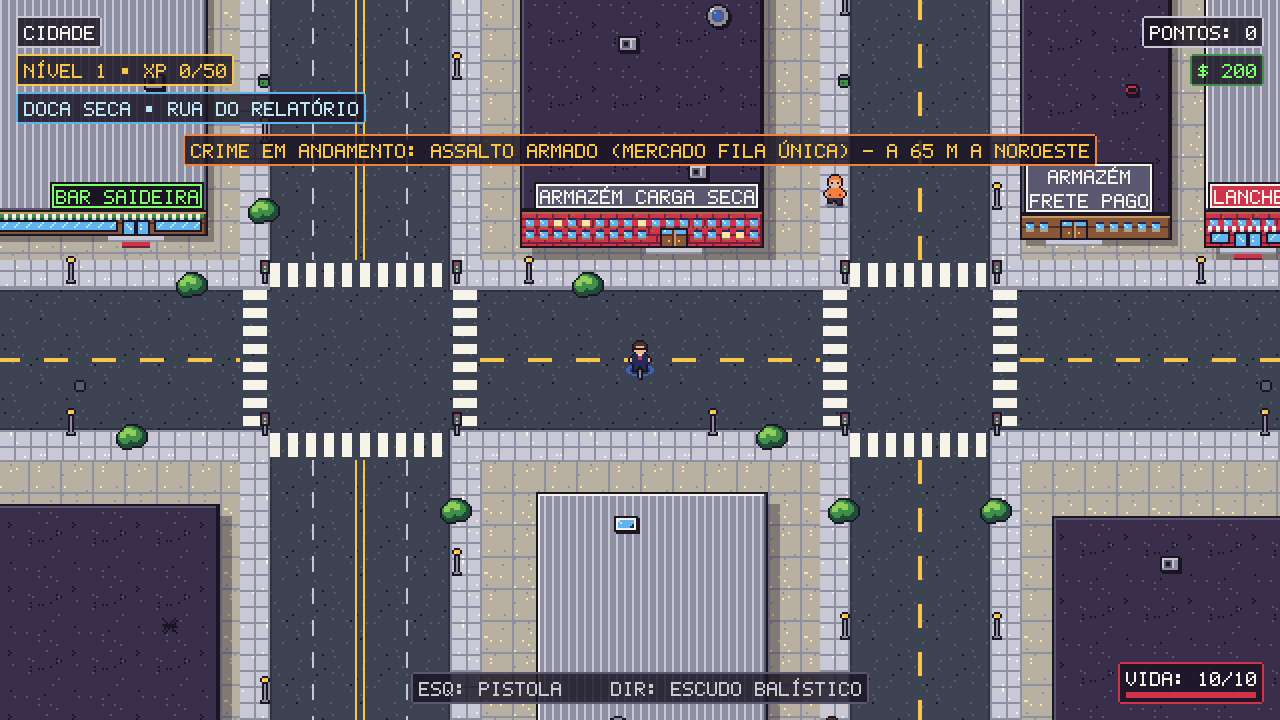 CIDADE
PONTOS: 0
NÍVEL 1 ▪ XP 0/50
$ 200
DOCA SECA ▪ RUA DO RELATÓRIO
CRIME EM ANDAMENTO: ASSALTO ARMADO (MERCADO FILA ÚNICA) - A 65 M A NOROESTE
BAR SAIDEIRA
ARMAZÉM CARGA SECA
ARMAZÉM
FRETE PAGO
LANCHE
ESQ: PISTOLA DIR: ESCUDO BALÍSTICO
VIDA: 10/10